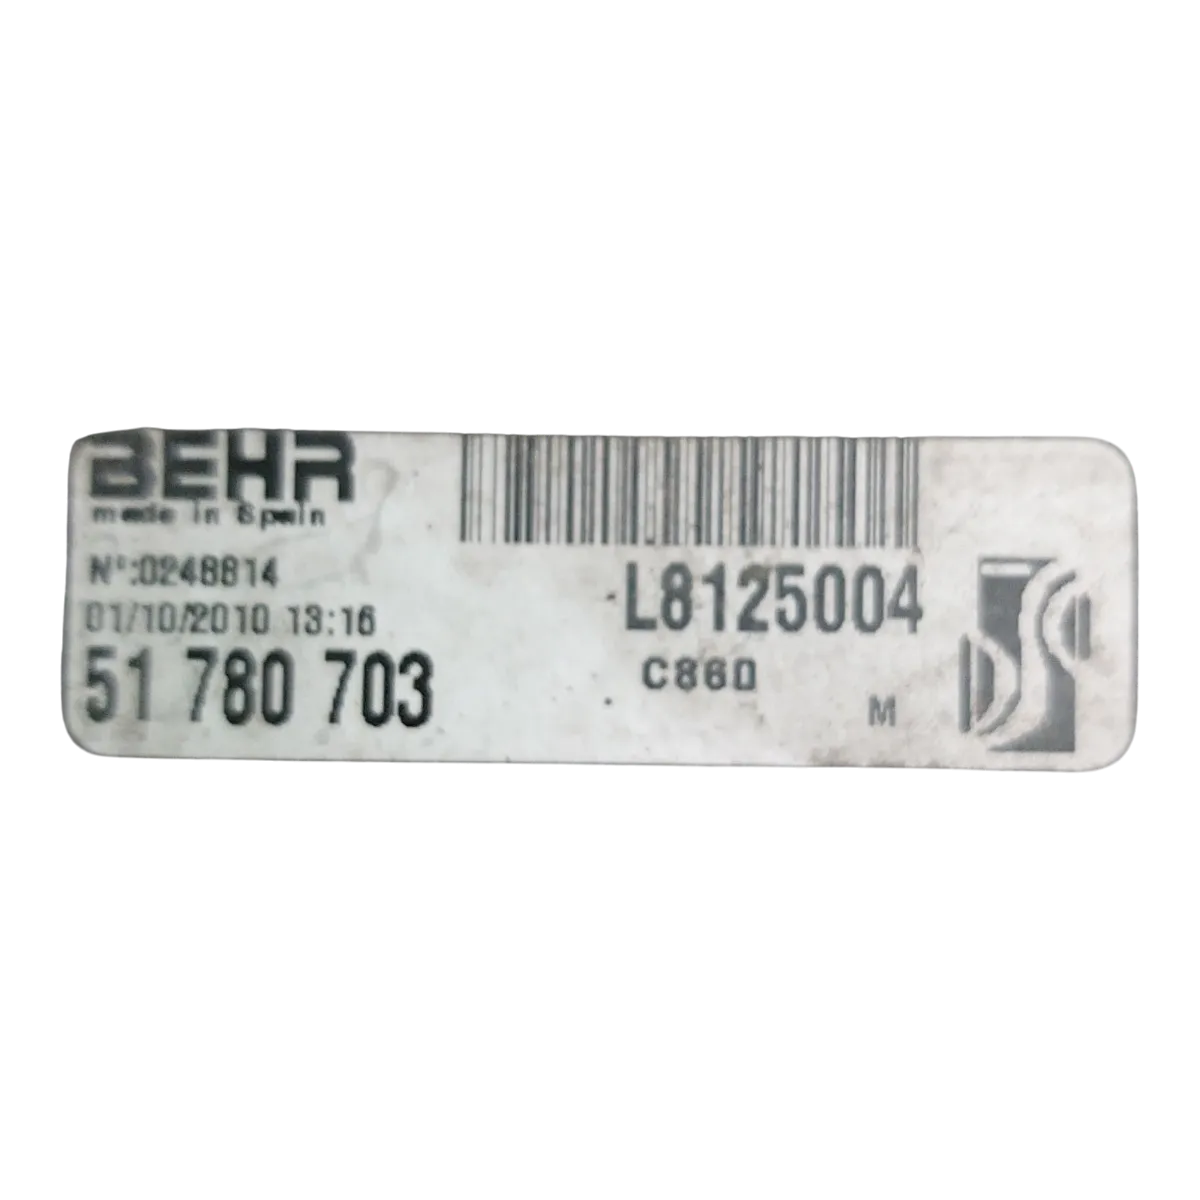 BEHR
made in Spain
N°:0248814
01/10/2010 13:16
51 780 703
L8125004
C860
M